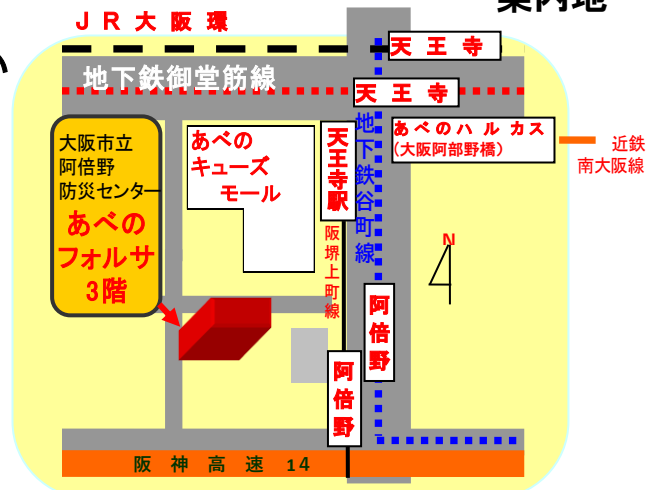 案内地
JR大阪環
い
天王寺
地下鉄御堂筋線
天王寺
大阪市立
阿倍野
防災センター
あべの
フォルサ
3階
あべの
キューズ
モール
天王寺駅
地下鉄谷町線
あべのハルカス
(大阪阿部野橋)
近鉄
南大阪線
阪堺上町線
N
阿倍野
阿倍野
阪神高速 14